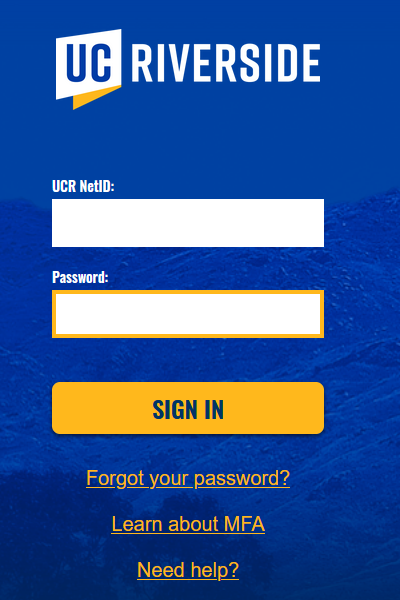 UC RIVERSIDE
UCR NetID:
Password:
SIGN IN
Forgot your password?
Learn about MFA
Need help?